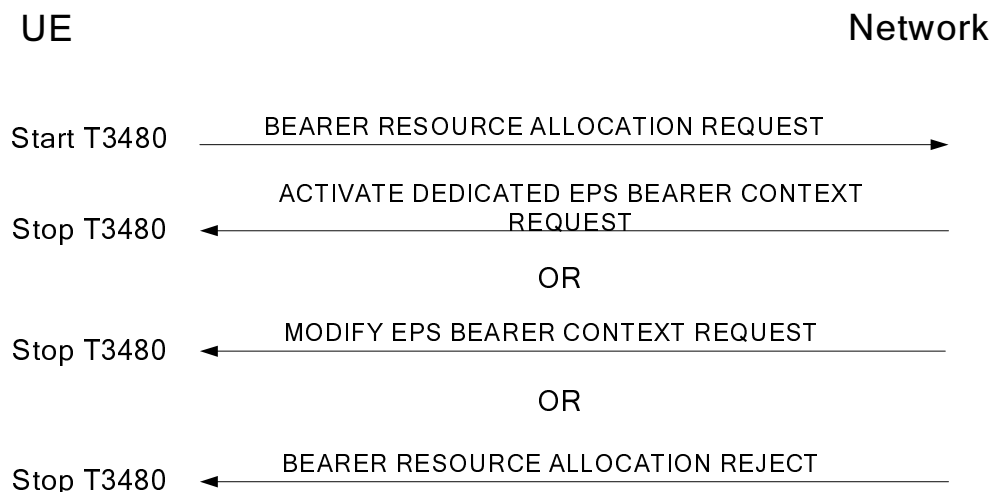 UE
Network
Start T3480
BEARER RESOURCE ALLOCATION REQUEST
ACTIVATE DEDICATED EPS BEARER CONTEXT
REQUEST
Stop T3480
OR
MODIFY EPS BEARER CONTEXT REQUEST
Stop T3480
OR
BEARER RESOURCE ALLOCATION REJECT
Stop T3480